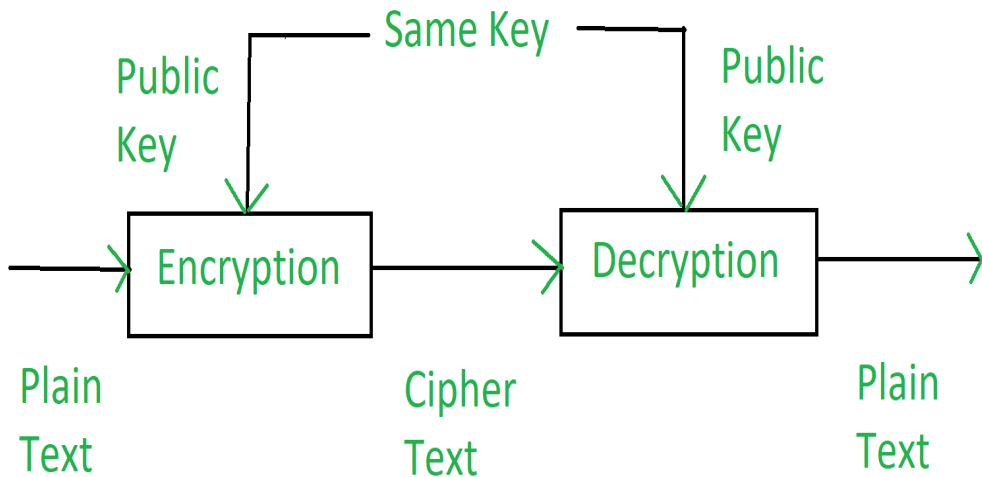 Same Key
Public
Key
Public
Key
Encryption
Decryption
Plain
Text
Cipher
Text
Plain
Text